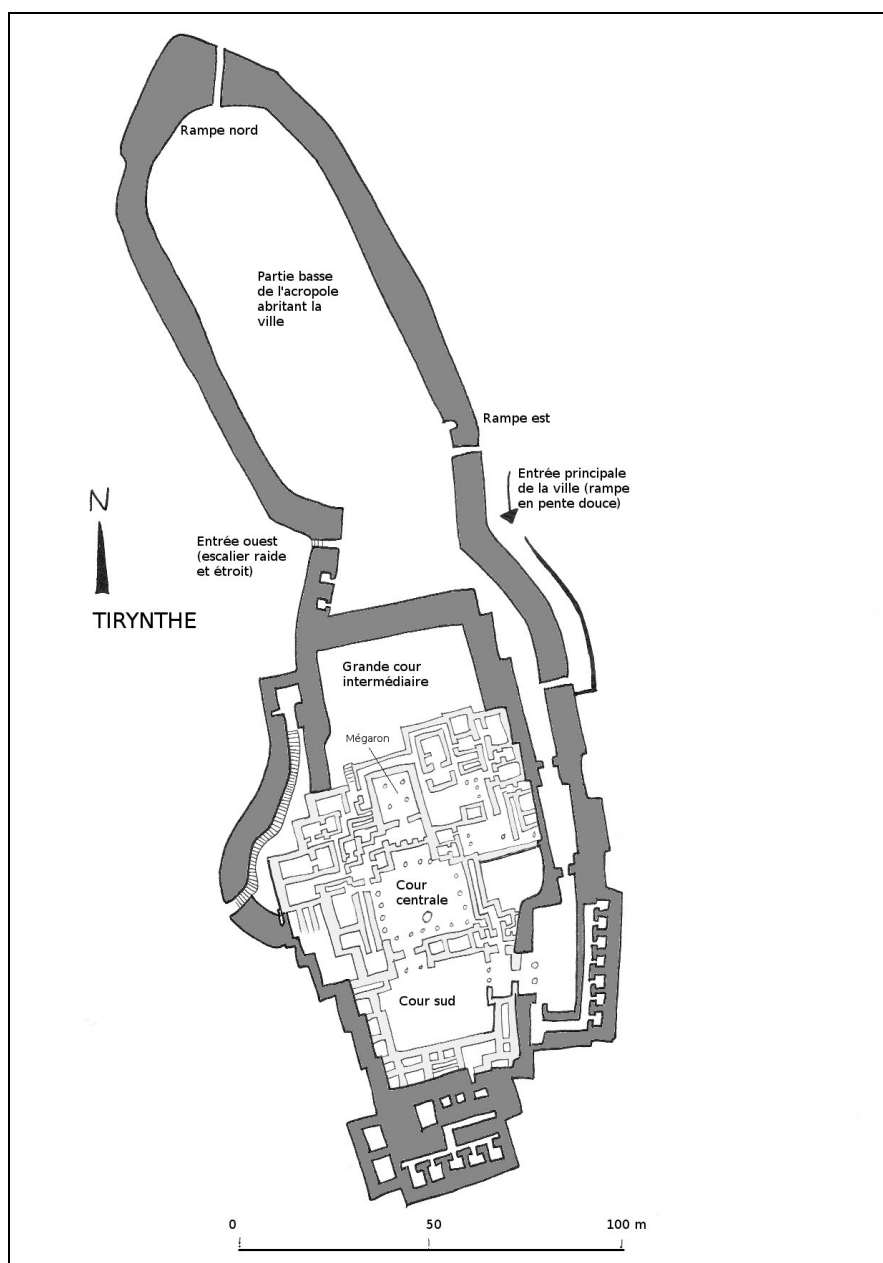 Rampe nord
Partie basse
de l'acropole
abritant la
ville
Rampe est
Entrée principale
de la ville (rampe
en pente douce)
N
Entrée ouest
(escalier raide
et étroit)
TIRYNTHE
Grande cour
intermédiaire
Mégaron
Cour
centrale
Cour sud
0 50 100 m